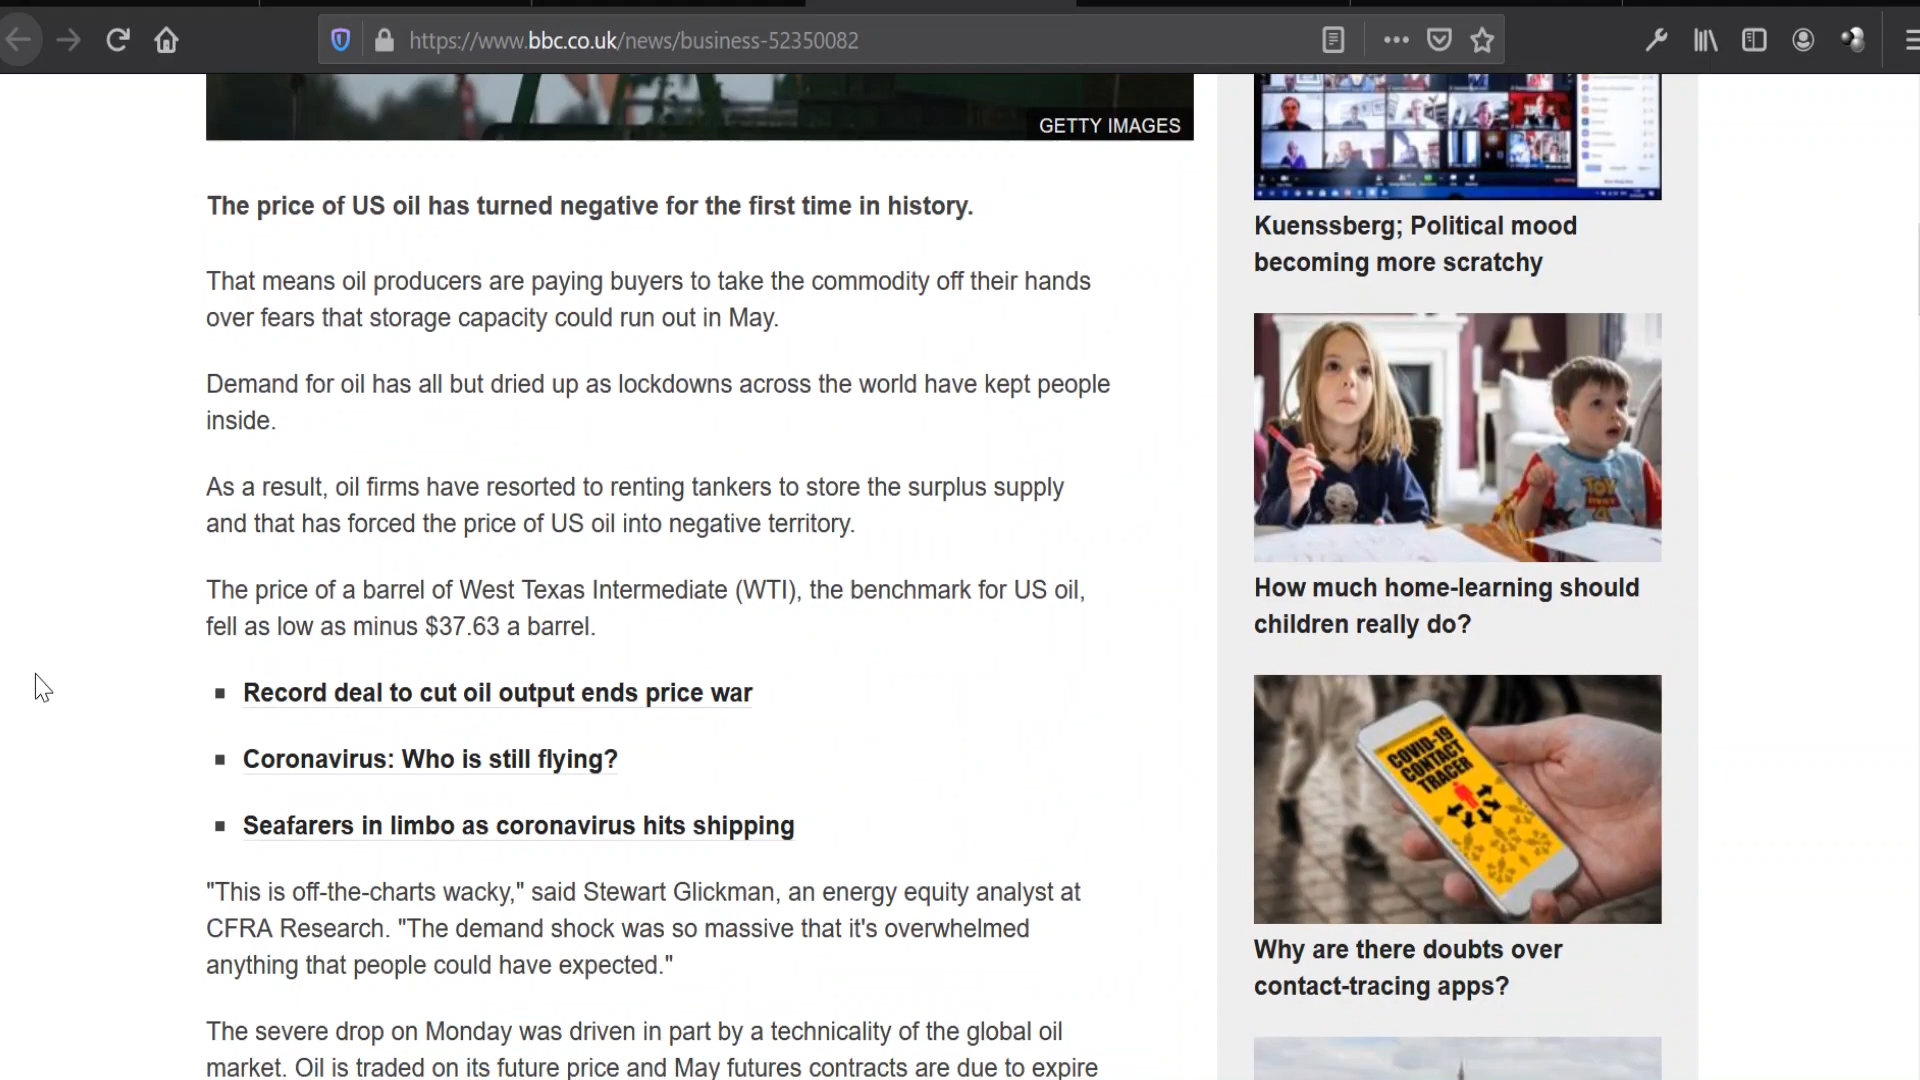 https://www.bbc.co.uk/news/business-52350082
GETTY IMAGES
The price of US oil has turned negative for the first time in history.
That means oil producers are paying buyers to take the commodity off their hands
over fears that storage capacity could run out in May.
Demand for oil has all but dried up as lockdowns across the world have kept people
inside.
As a result, oil firms have resorted to renting tankers to store the surplus supply
and that has forced the price of US oil into negative territory.
The price of a barrel of West Texas Intermediate (WTI), the benchmark for US oil,
fell as low as minus $37.63 a barrel.
Record deal to cut oil output ends price war
Coronavirus: Who is still flying?
Seafarers in limbo as coronavirus hits shipping
"This is off-the-charts wacky," said Stewart Glickman, an energy equity analyst at
CFRA Research. "The demand shock was so massive that it's overwhelmed
anything that people could have expected."
The severe drop on Monday was driven in part by a technicality of the global oil
market. Oil is traded on its future price and May futures contracts are due to expire
Kuenssberg; Political mood
becoming more scratchy
TOY
4
How much home-learning should
children really do?
COVID-19
CONTACT
TRACER
Why are there doubts over
contact-tracing apps?